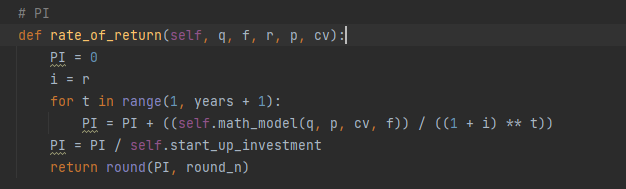 # PI
def rate_of_return(self, q, f, r, p, cv):
    PI = 0
    i = r
    for t in range(1, years + 1):
        PI = PI + ((self.math_model(q, p, cv, f)) / ((1 + i) ** t))
    PI = PI / self.start_up_investment
    return round(PI, round_n)